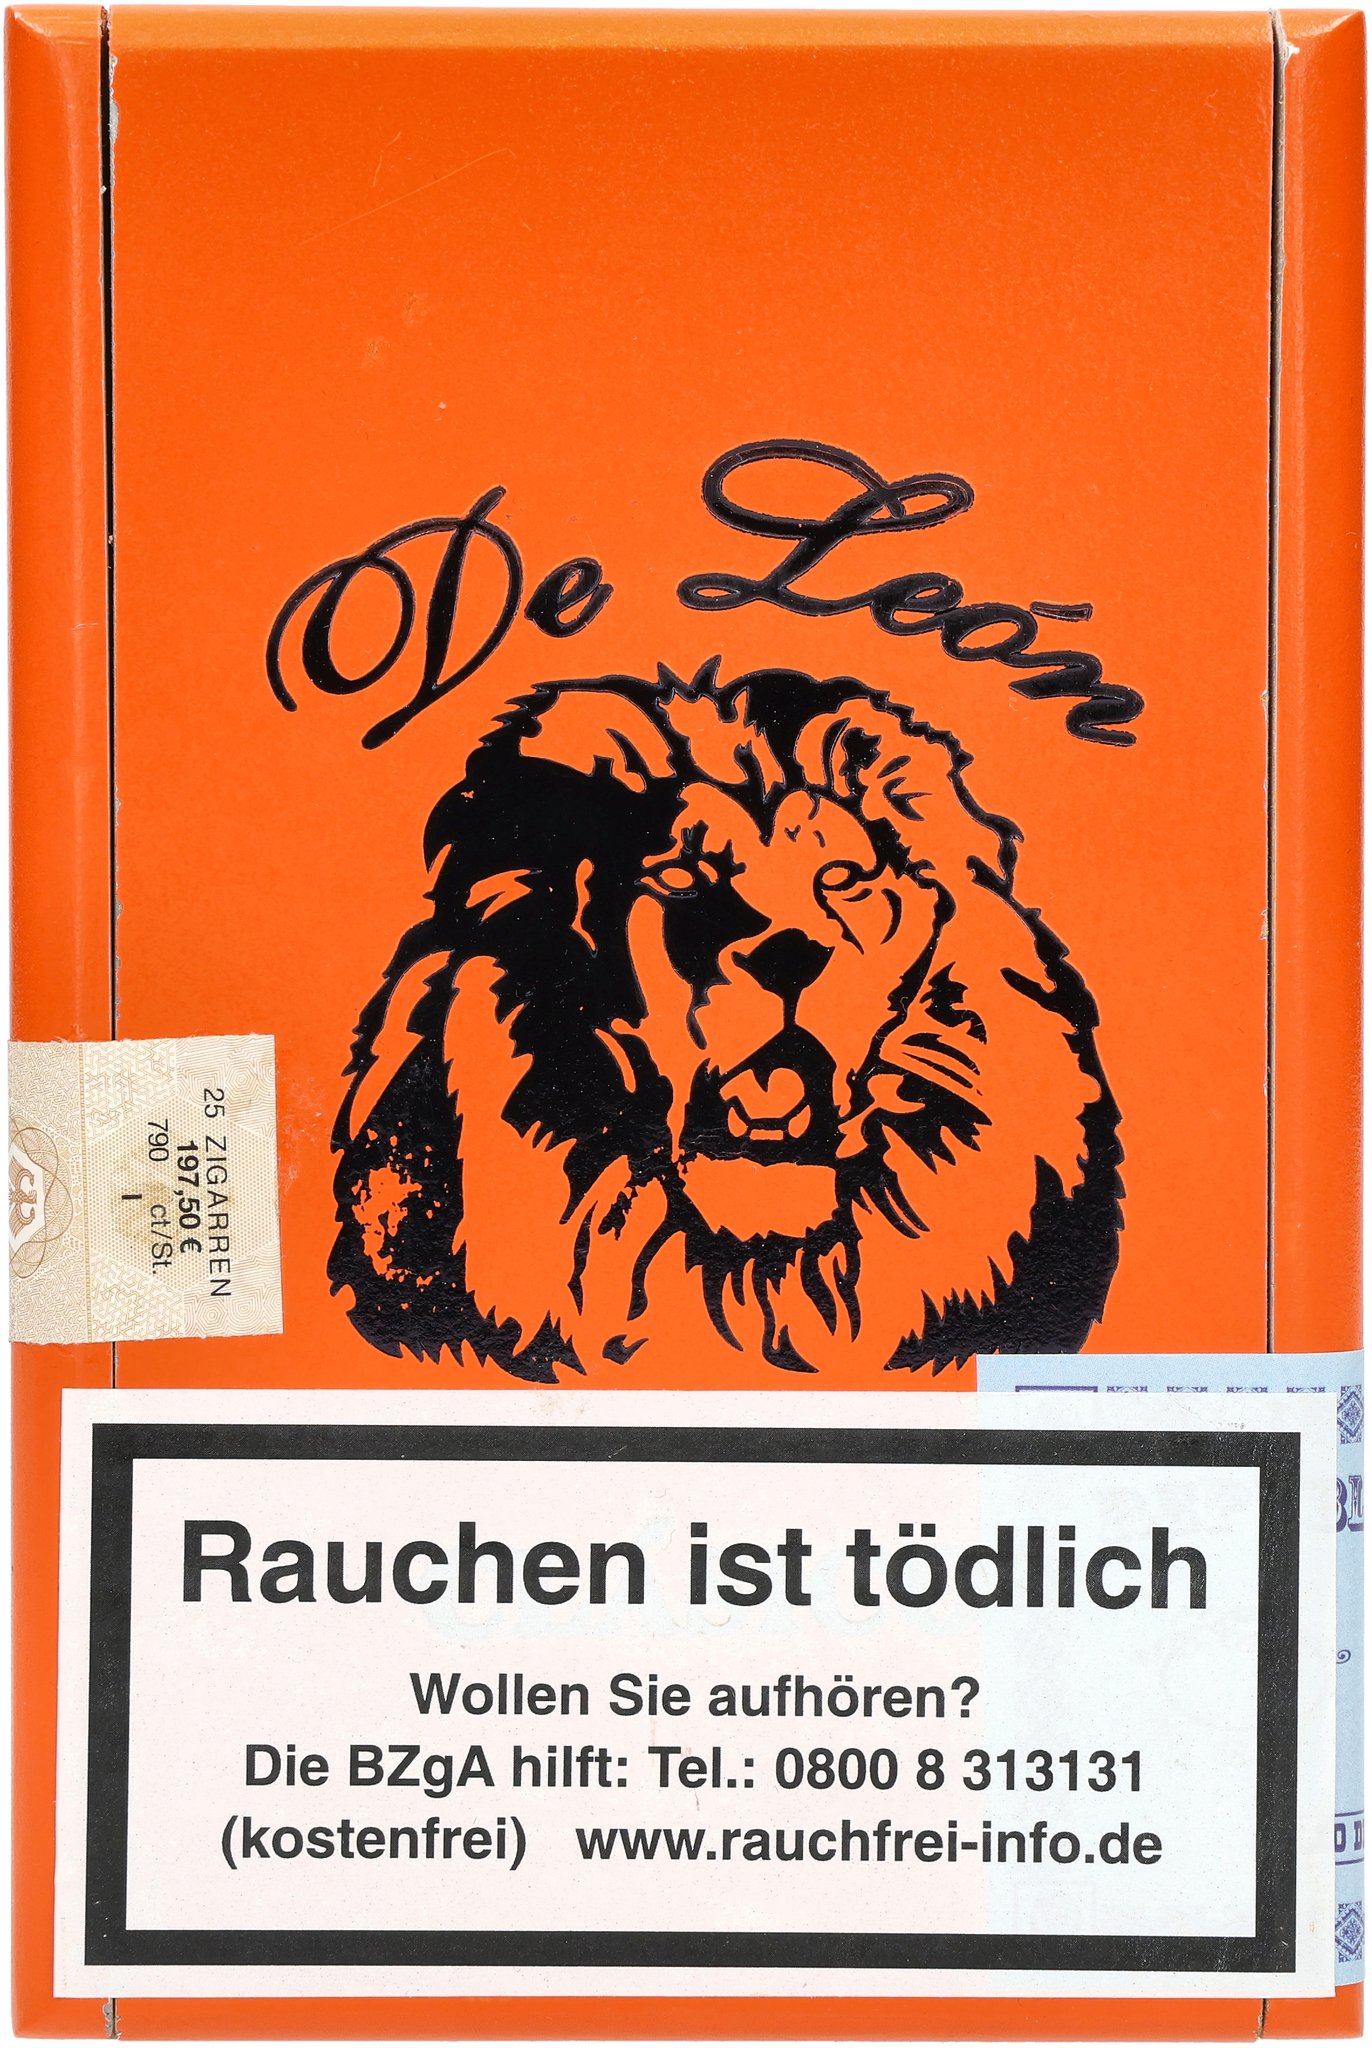 De León
25 ZIGARREN
197,50 €
790 ct/St.
I
Rauchen ist tödlich
Wollen Sie aufhören?
Die BZgA hilft: Tel.: 0800 8 313131
(kostenfrei) www.rauchfrei-info.de